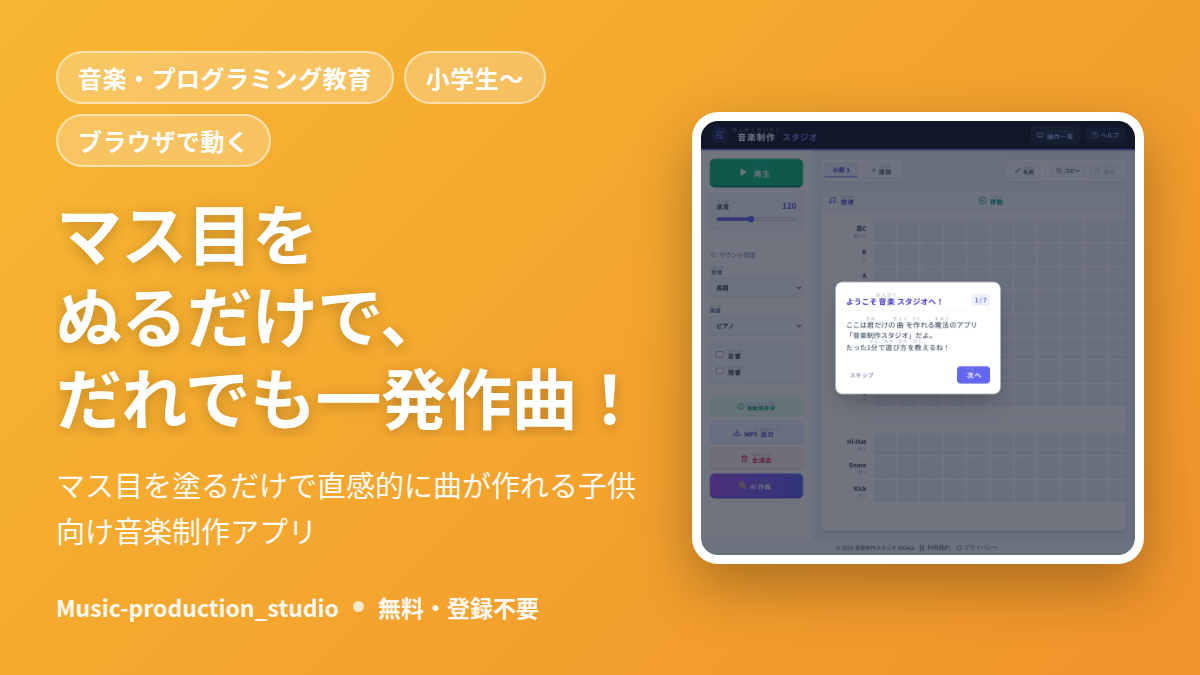 音楽・プログラミング教育
小学生～
ブラウザで動く
マス目を
ぬるだけで、
だれでも一発作曲！
マス目を塗るだけで直感的に曲が作れる子供
向け音楽制作アプリ
Music-production_studio ● 無料・登録不要
音楽制作 スタジオ
操作一覧
ヘルプ
再生
速度 120
サウンド設定
長調
ピアノ
反響
残響
自動保存済
MP3 出力
全消去
AI 作曲
小節 1
+ 追加
名前
コピー
旋律
移動
高C
B
A
ようこそ 音楽 スタジオへ！ 1/7
ここは君だけの 曲 を作れる魔法のアプリ
「音楽制作スタジオ」だよ。
たった1分で遊び方を教えるね！
スキップ
次へ
Hi-Hat
Snare
Kick
利用規約
プライバシー